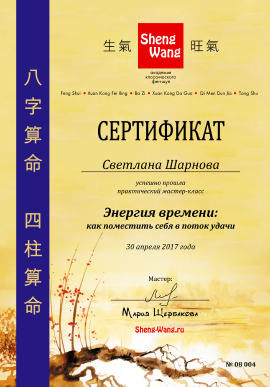 生氣 Sheng Wang 旺氣
академия
классического
фен-шуя
Feng Shui • Xuan Kong Fei Xing • Ba Zi • Xuan Kong Da Gua • Qi Men Dun Jia • Tong Shu
八字算命 四柱算命
СЕРТИФИКАТ
Светлана Шарнова
успешно прошла
практический мастер-класс
Энергия времени:
как поместить себя в поток удачи
30 апреля 2017 года
Мастер:
Мария Щербакова
Sheng-Wang.ru
№ 08 004